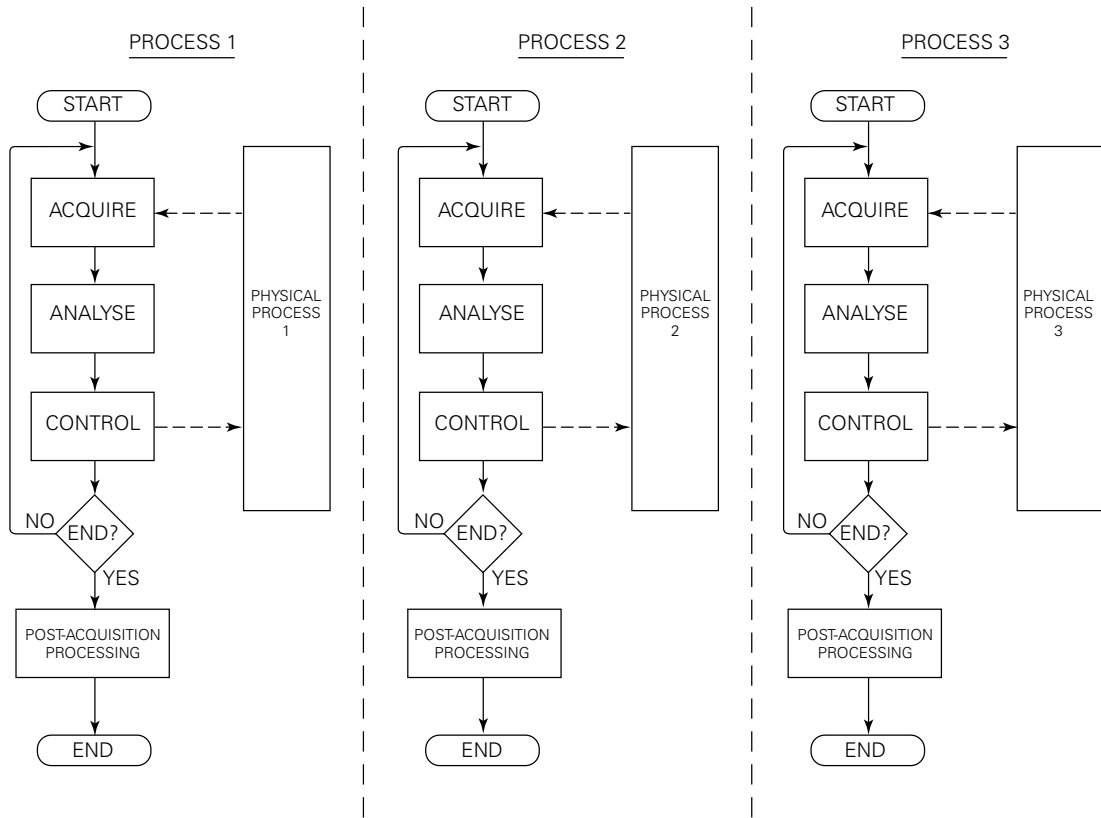 PROCESS 1
START
ACQUIRE
ANALYSE
PHYSICAL
PROCESS
1
CONTROL
NO
END?
YES
POST-ACQUISITION
PROCESSING
END
PROCESS 2
START
ACQUIRE
ANALYSE
PHYSICAL
PROCESS
2
CONTROL
NO
END?
YES
POST-ACQUISITION
PROCESSING
END
PROCESS 3
START
ACQUIRE
ANALYSE
PHYSICAL
PROCESS
3
CONTROL
NO
END?
YES
POST-ACQUISITION
PROCESSING
END